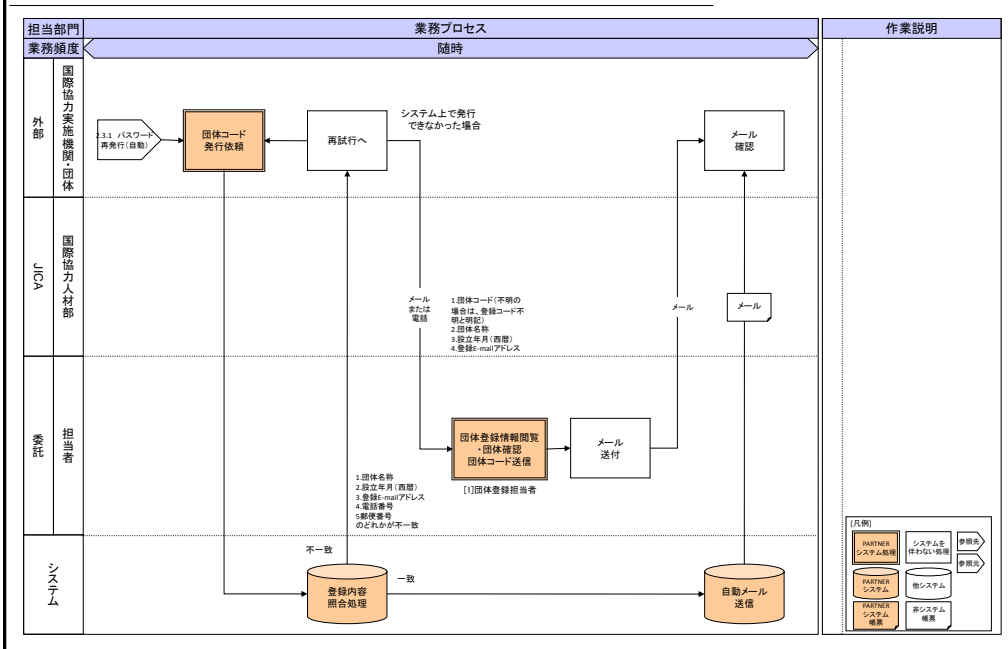 担当部門
業務プロセス
作業説明
業務頻度
随時
外部
国際協力実施機関・団体
2.3.1 パスワード
再発行(自動)
団体コード
発行依頼
再試行へ
システム上で発行
できなかった場合
メール
確認
JICA
国際協力人材部
メール
または
電話
1.団体コード(不明の
場合は、登録コード不
明と明記)
2.団体名称
3.設立年月(西暦)
4.登録E-mailアドレス
メール
メール
委託
担当者
団体登録情報閲覧
・団体確認
団体コード送信
[1]団体登録担当者
メール
送付
1.団体名称
2.設立年月(西暦)
3.登録E-mailアドレス
4.電話番号
5郵便番号
のどれかが不一致
システム
不一致
一致
登録内容
照合処理
自動メール
送信
[凡例]
PARTNER
システム処理
システムを
伴わない処理
参照先
参照元
PARTNER
システム
他システム
PARTNER
システム
帳票
非システム
帳票